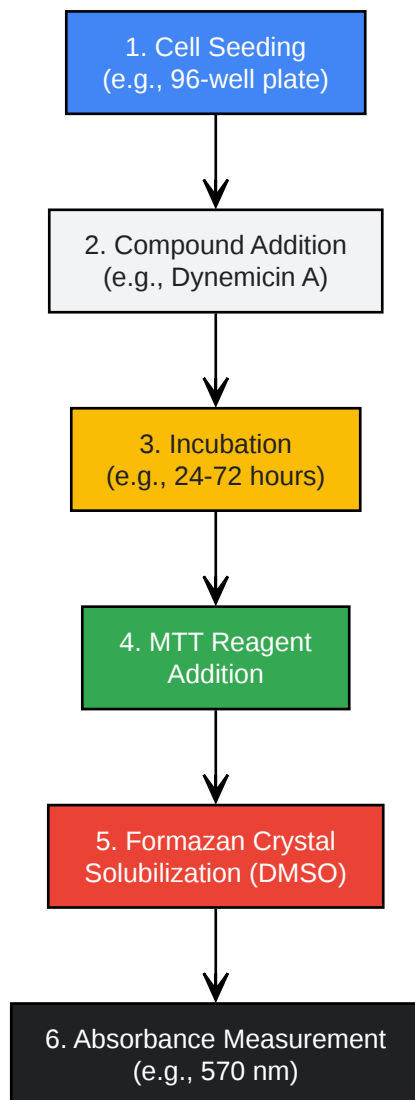 1. Cell Seeding
(e.g., 96-well plate)
2. Compound Addition
(e.g., Dynemicin A)
3. Incubation
(e.g., 24-72 hours)
4. MTT Reagent
Addition
5. Formazan Crystal
Solubilization (DMSO)
6. Absorbance Measurement
(e.g., 570 nm)